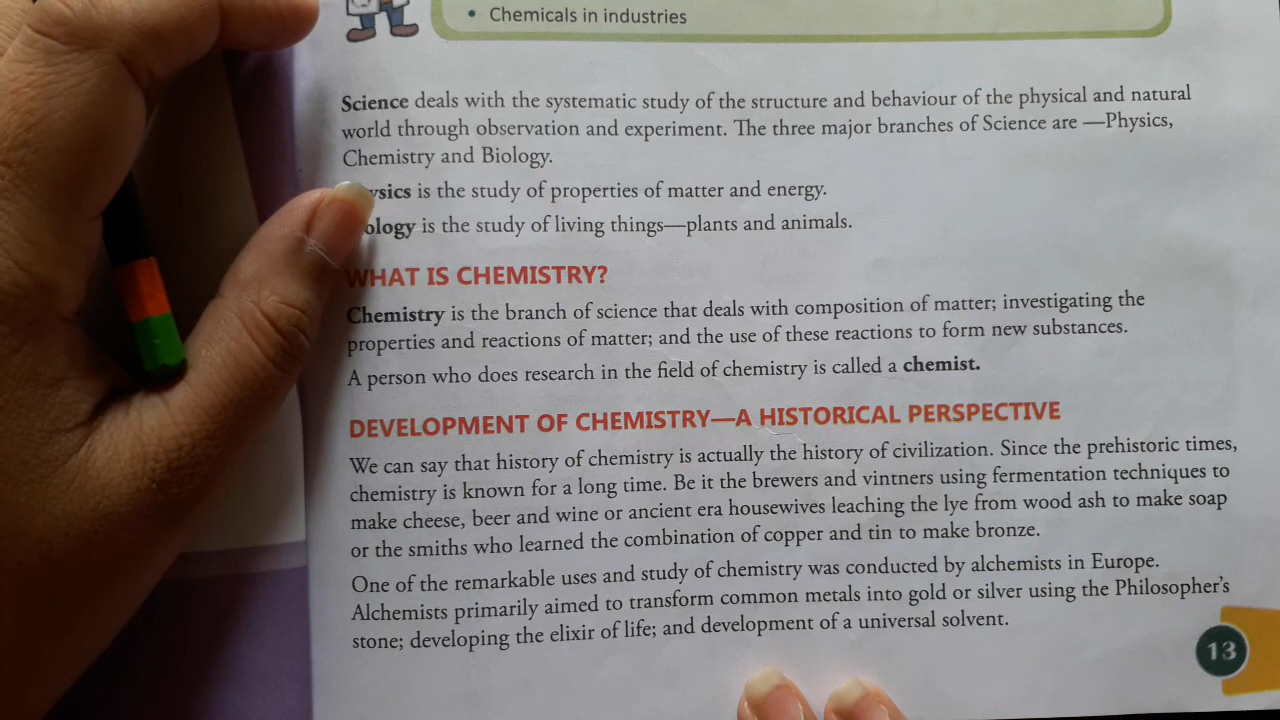 • Chemicals in industries
Science deals with the systematic study of the structure and behaviour of the physical and natural
world through observation and experiment. The three major branches of Science are —Physics,
Chemistry and Biology.
ysics is the study of properties of matter and energy.
ology is the study of living things—plants and animals.
WHAT IS CHEMISTRY?
Chemistry is the branch of science that deals with composition of matter; investigating the
properties and reactions of matter; and the use of these reactions to form new substances.
A person who does research in the field of chemistry is called a chemist.
DEVELOPMENT OF CHEMISTRY—A HISTORICAL PERSPECTIVE
We can say that history of chemistry is actually the history of civilization. Since the prehistoric times,
chemistry is known for a long time. Be it the brewers and vintners using fermentation techniques to
make cheese, beer and wine or ancient era housewives leaching the lye from wood ash to make soap
or the smiths who learned the combination of copper and tin to make bronze.
One of the remarkable uses and study of chemistry was conducted by alchemists in Europe.
Alchemists primarily aimed to transform common metals into gold or silver using the Philosopher's
stone; developing the elixir of life; and development of a universal solvent.
13